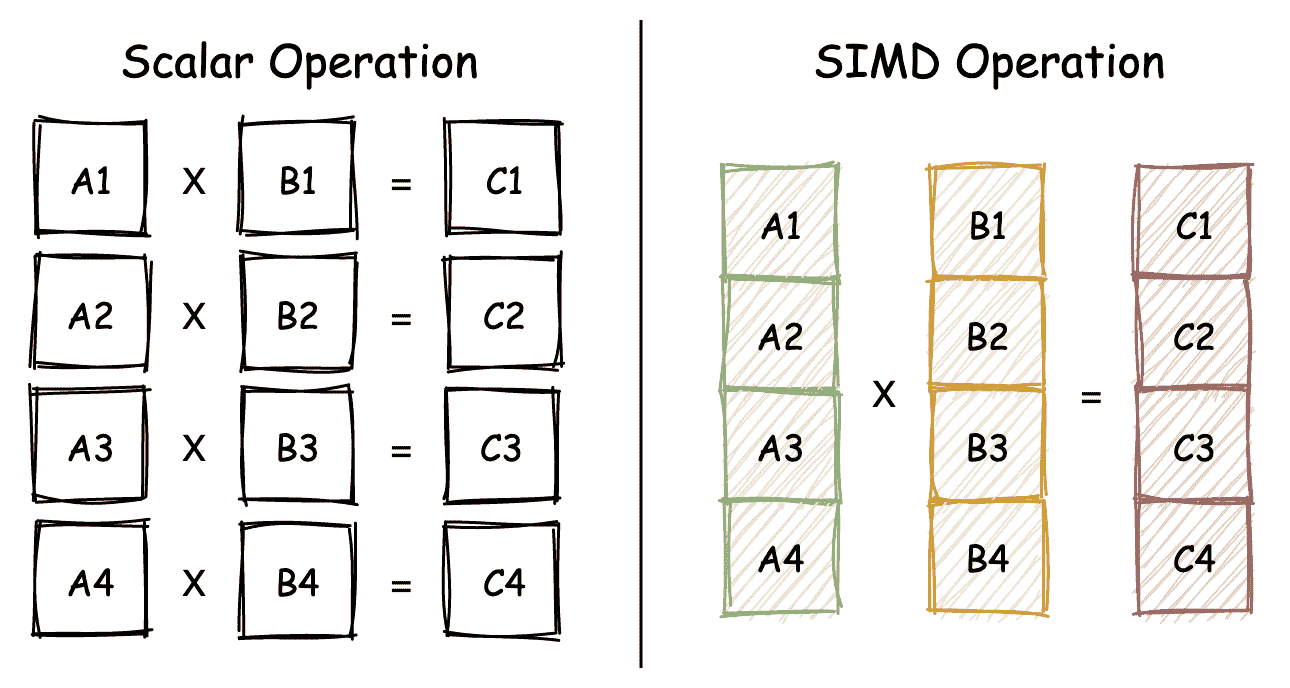 Scalar Operation
A1 X B1 = C1
A2 X B2 = C2
A3 X B3 = C3
A4 X B4 = C4
SIMD Operation
A1 B1 C1
A2 B2 C2
X =
A3 B3 C3
A4 B4 C4